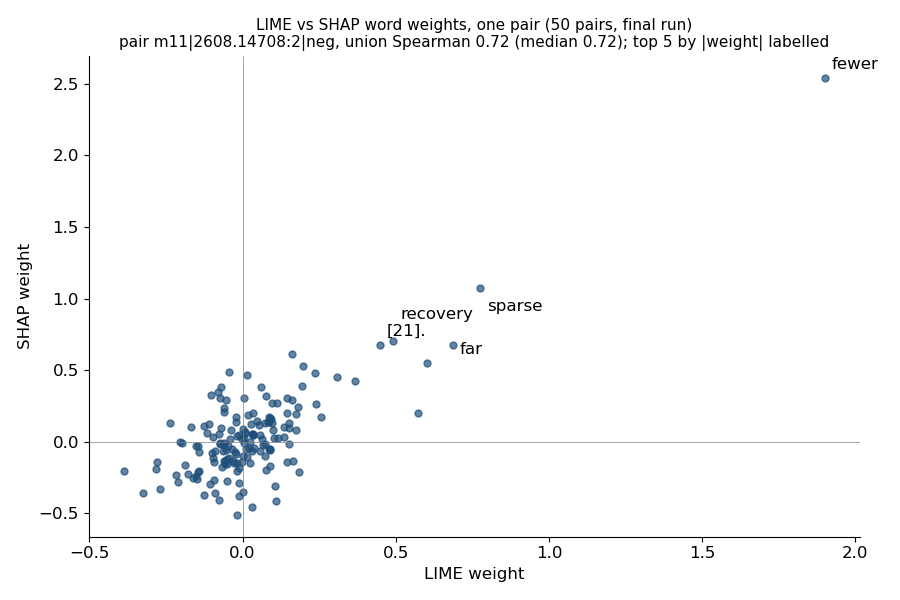 LIME vs SHAP word weights, one pair (50 pairs, final run)
pair m11|2608.14708:2|neg, union Spearman 0.72 (median 0.72); top 5 by |weight| labelled
fewer
sparse
recovery
[21].
far
SHAP weight
2.5
2.0
1.5
1.0
0.5
0.0
−0.5
−0.5
0.0
0.5
1.0
1.5
2.0
LIME weight